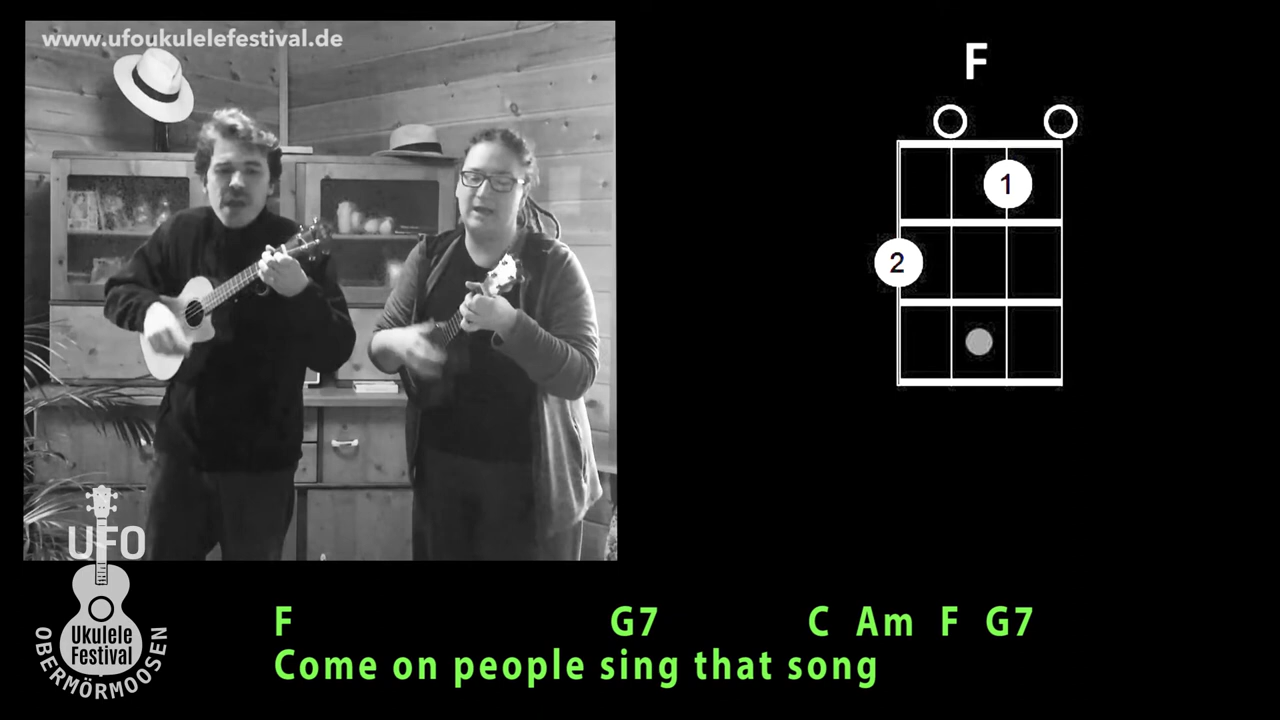 www.ufoukulelefestival.de
F
1
2
UFO
Ukulele
Festival
OBERMÖRMOOSEN
F G7 C Am F G7
Come on people sing that song